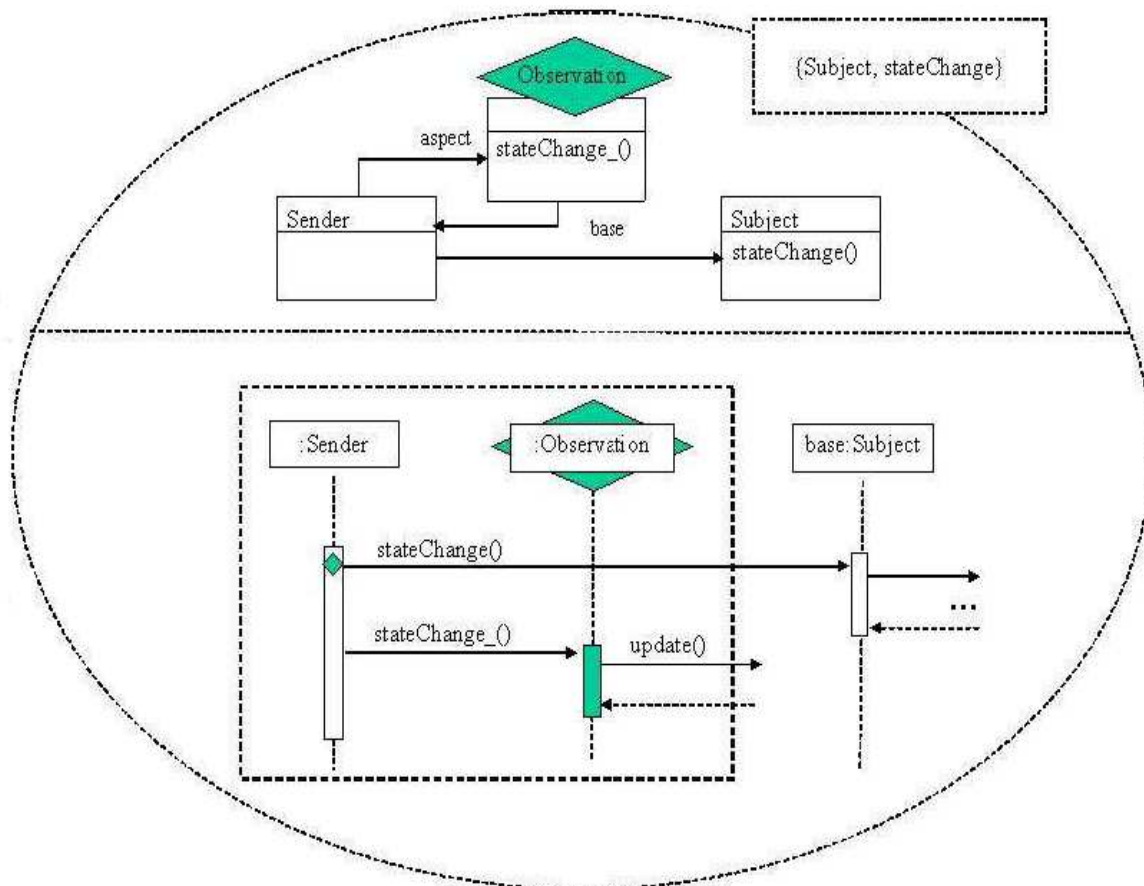 {Subject, stateChange}
Observation
aspect
stateChange_()
Sender
base
Subject
stateChange()
:Sender
:Observation
base:Subject
stateChange()
...
stateChange_()
update()